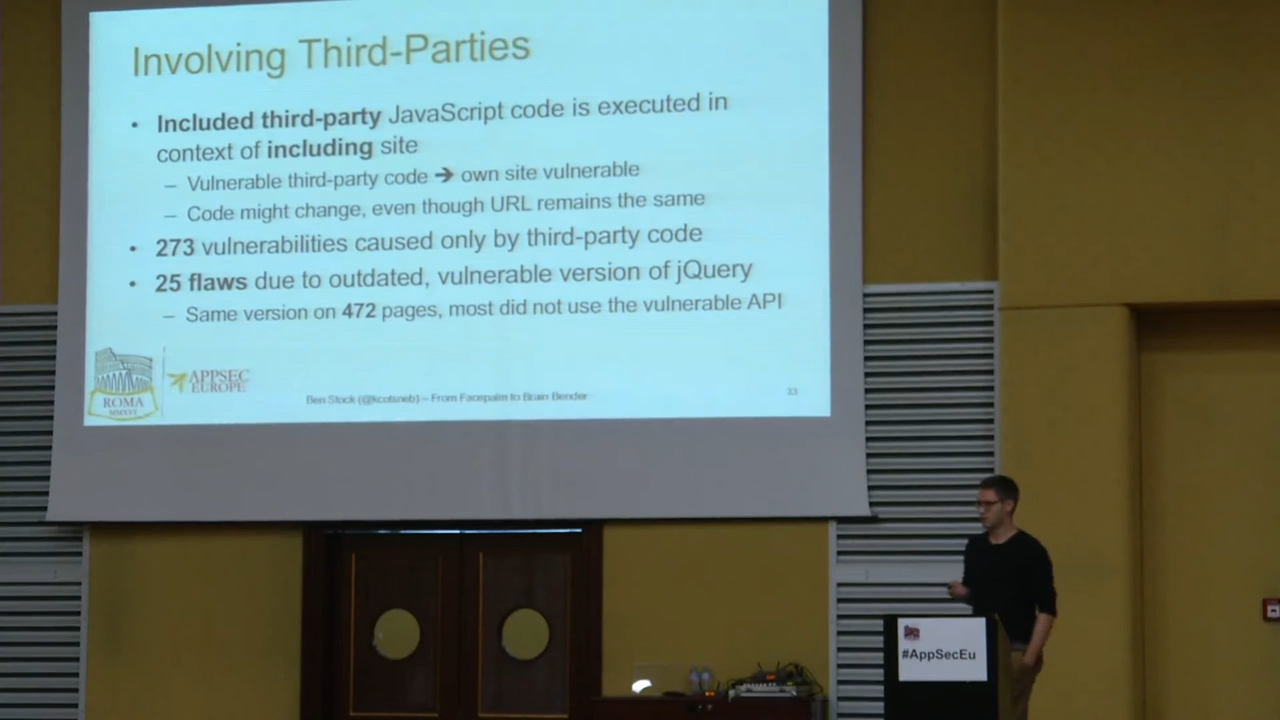 Involving Third-Parties
• Included third-party JavaScript code is executed in
context of including site
– Vulnerable third-party code ➔ own site vulnerable
– Code might change, even though URL remains the same
• 273 vulnerabilities caused only by third-party code
• 25 flaws due to outdated, vulnerable version of jQuery
– Same version on 472 pages, most did not use the vulnerable API
ROMA
MMXVI
APPSEC
EUROPE
Ben Stock (@kcotsneb) – From Facepalm to Brain Bender
33
#AppSecEu